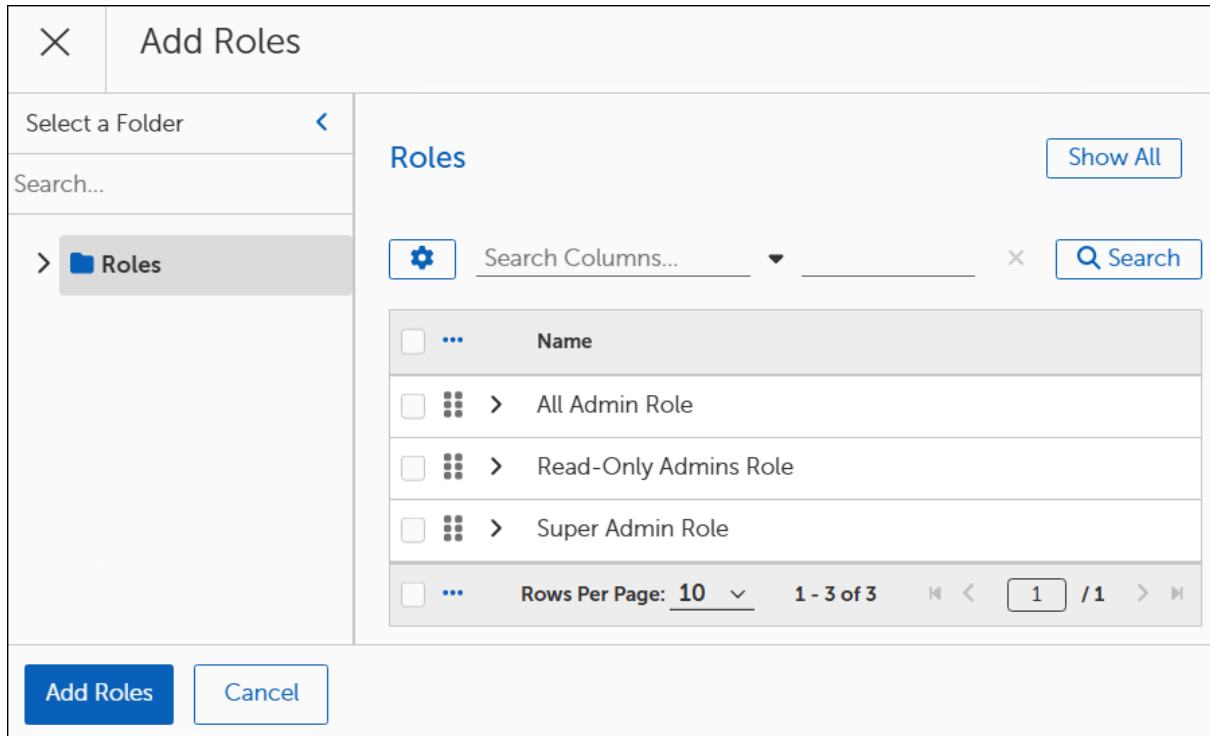 Add Roles
Select a Folder
Search...
Roles
Roles
Show All
Search Columns...
Search
Name
All Admin Role
Read-Only Admins Role
Super Admin Role
Rows Per Page: 10 1 - 3 of 3 1 / 1
Add Roles
Cancel